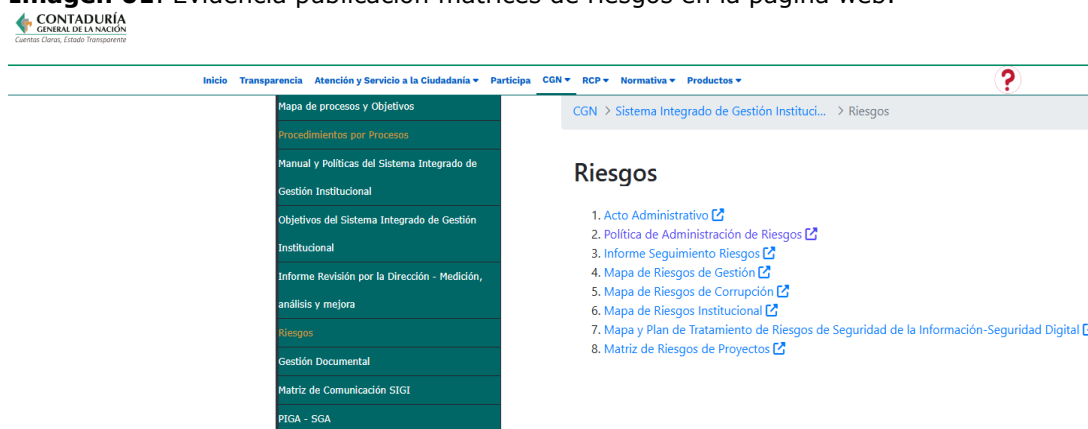 Imagen 01: Evidencia publicación matrices de riesgos en la página web.
CONTADURÍA
GENERAL DE LA NACIÓN
Cuentas Claras, Estado Transparente
Inicio Transparencia Atención y Servicio a la Ciudadanía Participa CGN RCP Normativa Productos ?
Mapa de procesos y Objetivos
Procedimientos por Procesos
Manual y Políticas del Sistema Integrado de
Gestión Institucional
Objetivos del Sistema Integrado de Gestión
Institucional
Informe Revisión por la Dirección - Medición,
análisis y mejora
Riesgos
Gestión Documental
Matriz de Comunicación SIGI
PIGA - SGA
CGN > Sistema Integrado de Gestión Instituci... > Riesgos
Riesgos
1. Acto Administrativo
2. Política de Administración de Riesgos
3. Informe Seguimiento Riesgos
4. Mapa de Riesgos de Gestión
5. Mapa de Riesgos de Corrupción
6. Mapa de Riesgos Institucional
7. Mapa y Plan de Tratamiento de Riesgos de Seguridad de la Información-Seguridad Digital
8. Matriz de Riesgos de Proyectos